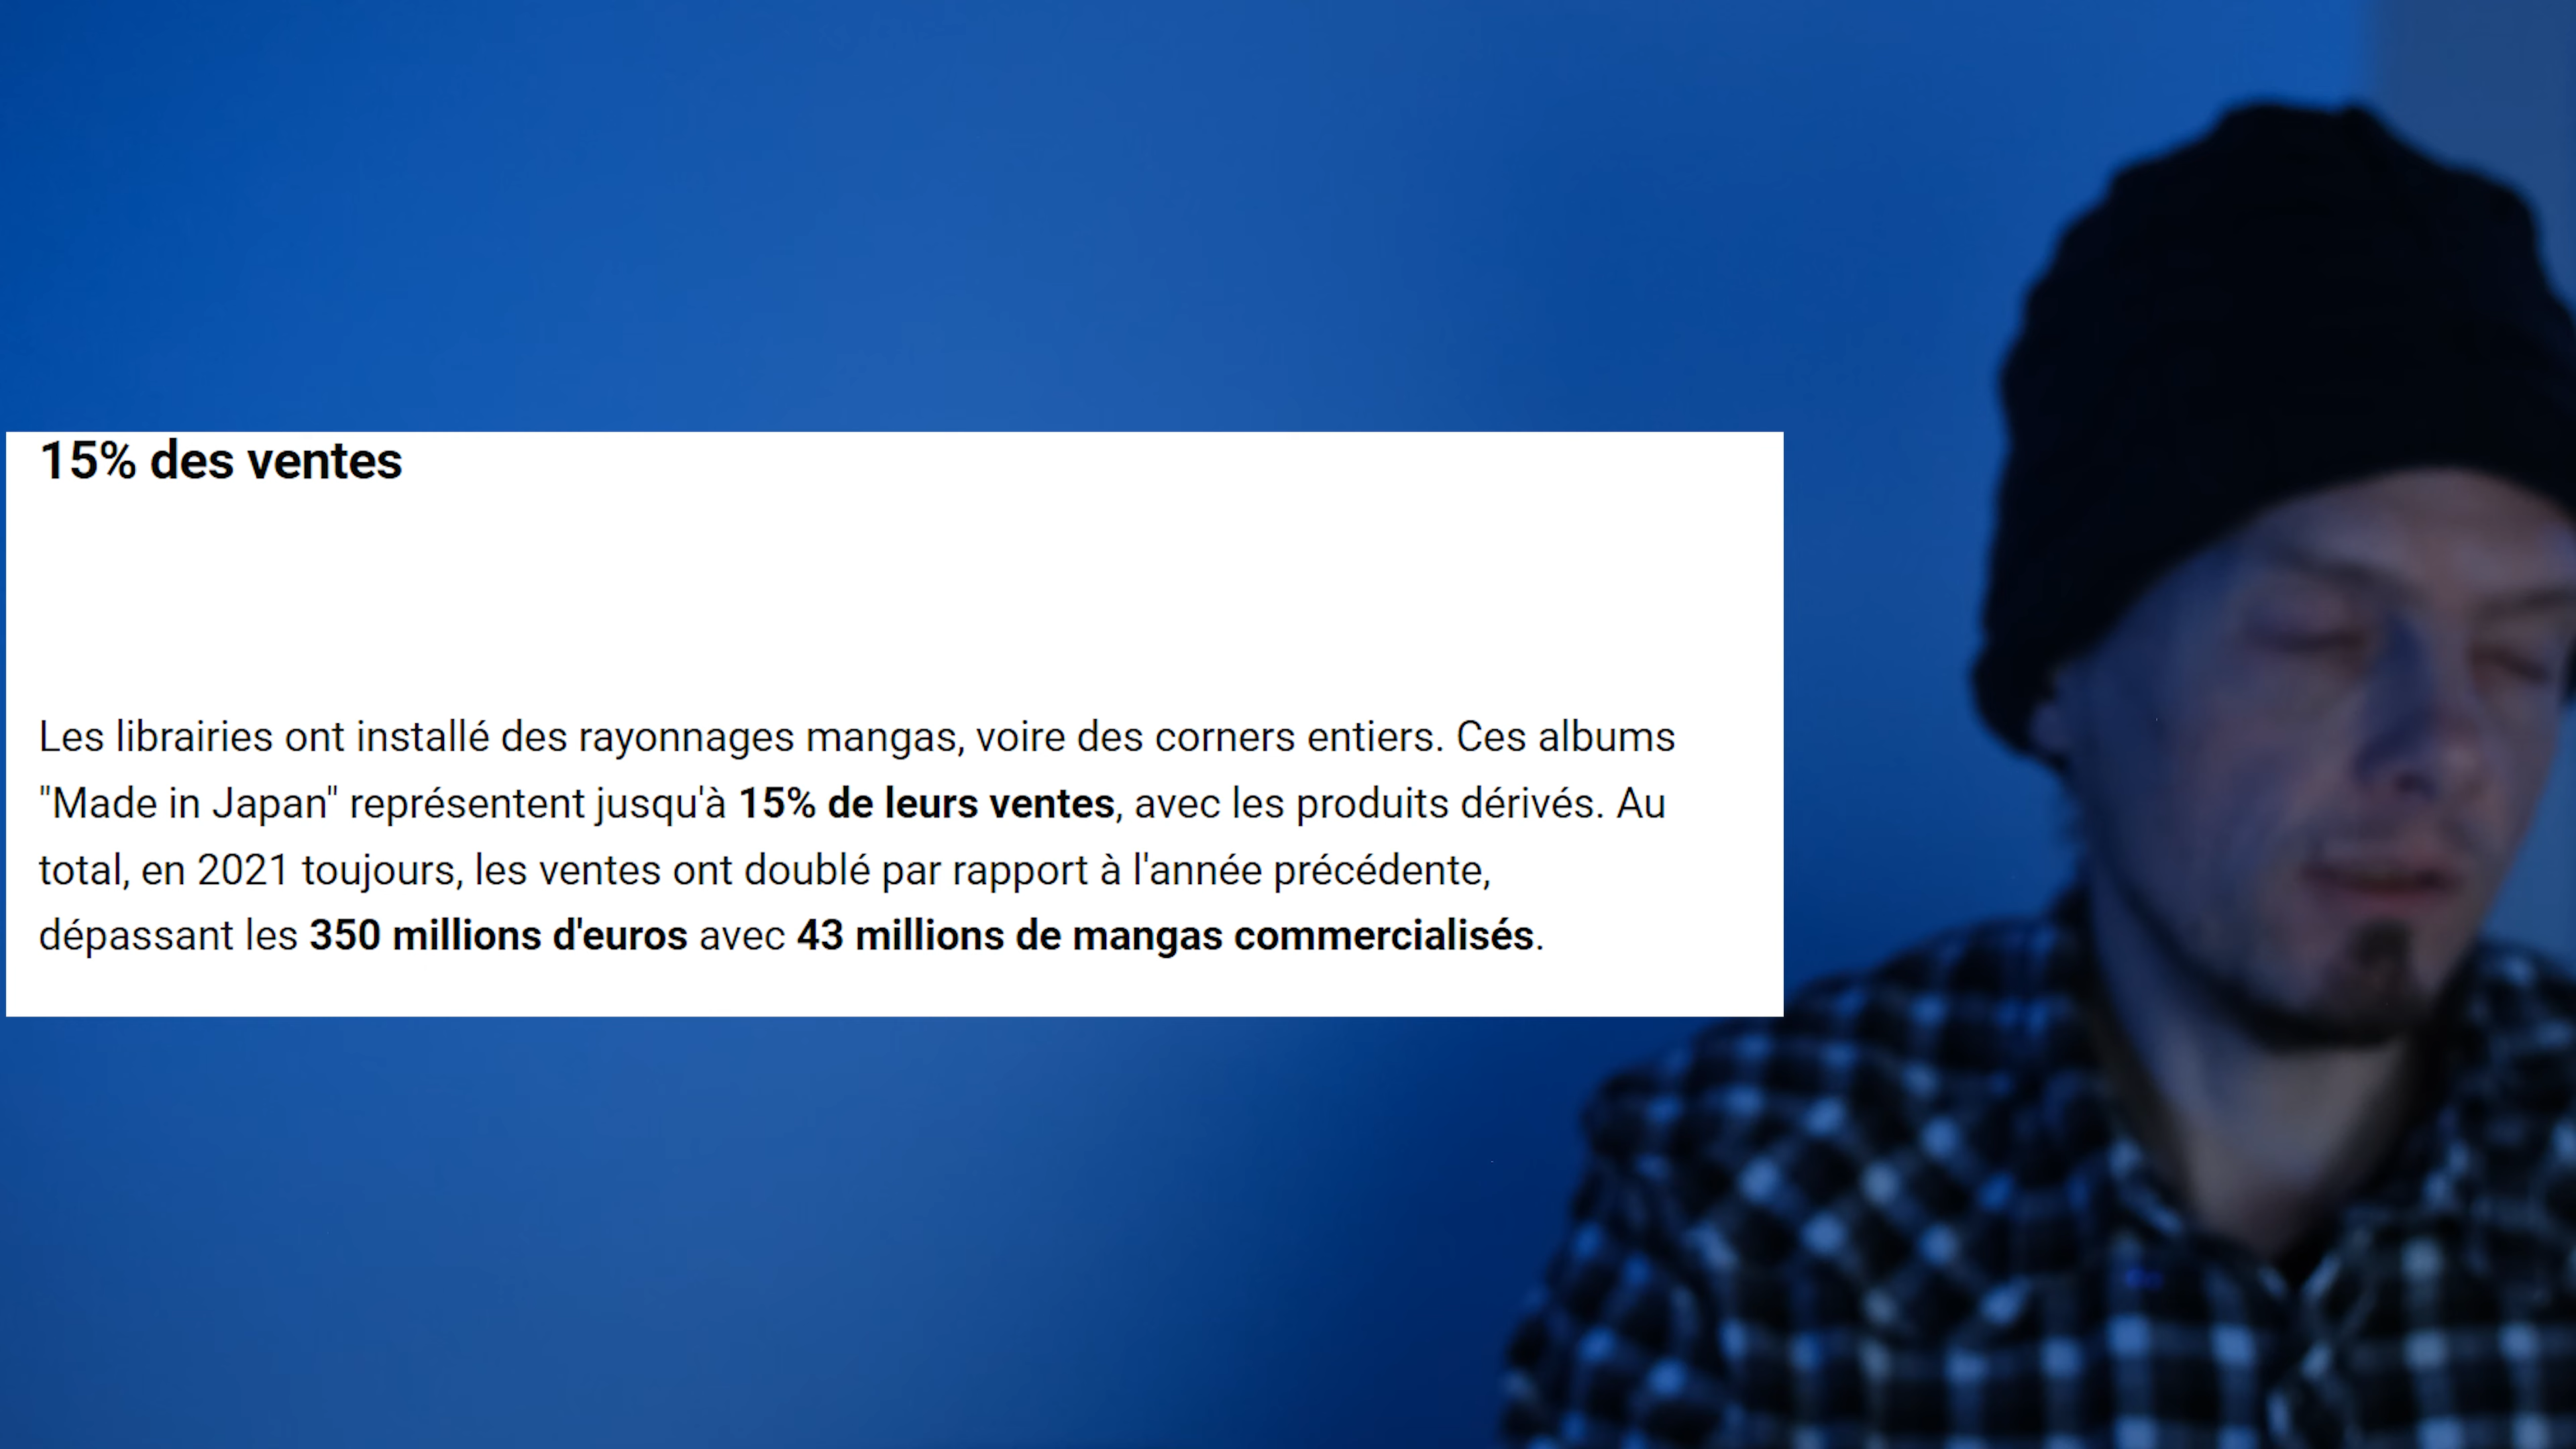 15% des ventes
Les librairies ont installé des rayonnages mangas, voire des corners entiers. Ces albums
"Made in Japan" représentent jusqu'à 15% de leurs ventes, avec les produits dérivés. Au
total, en 2021 toujours, les ventes ont doublé par rapport à l'année précédente,
dépassant les 350 millions d'euros avec 43 millions de mangas commercialisés.